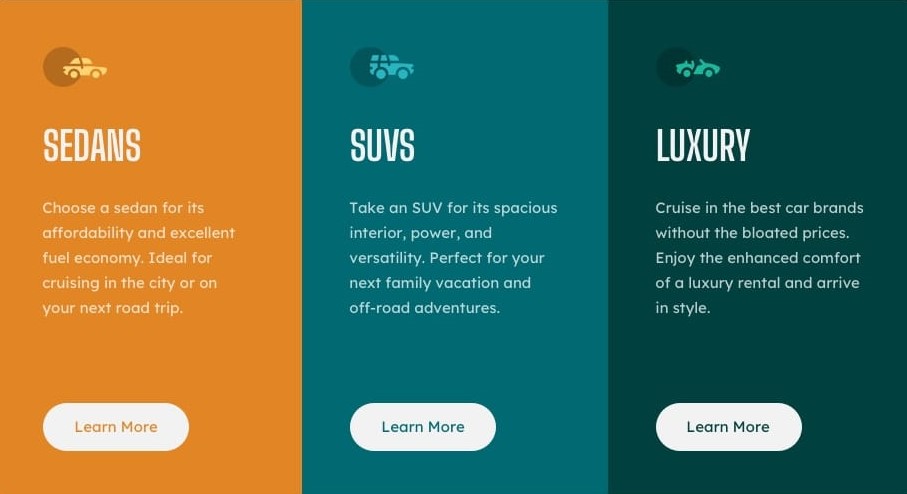 SEDANS
Choose a sedan for its
affordability and excellent
fuel economy. Ideal for
cruising in the city or on
your next road trip.
Learn More
SUVS
Take an SUV for its spacious
interior, power, and
versatility. Perfect for your
next family vacation and
off-road adventures.
Learn More
LUXURY
Cruise in the best car brands
without the bloated prices.
Enjoy the enhanced comfort
of a luxury rental and arrive
in style.
Learn More